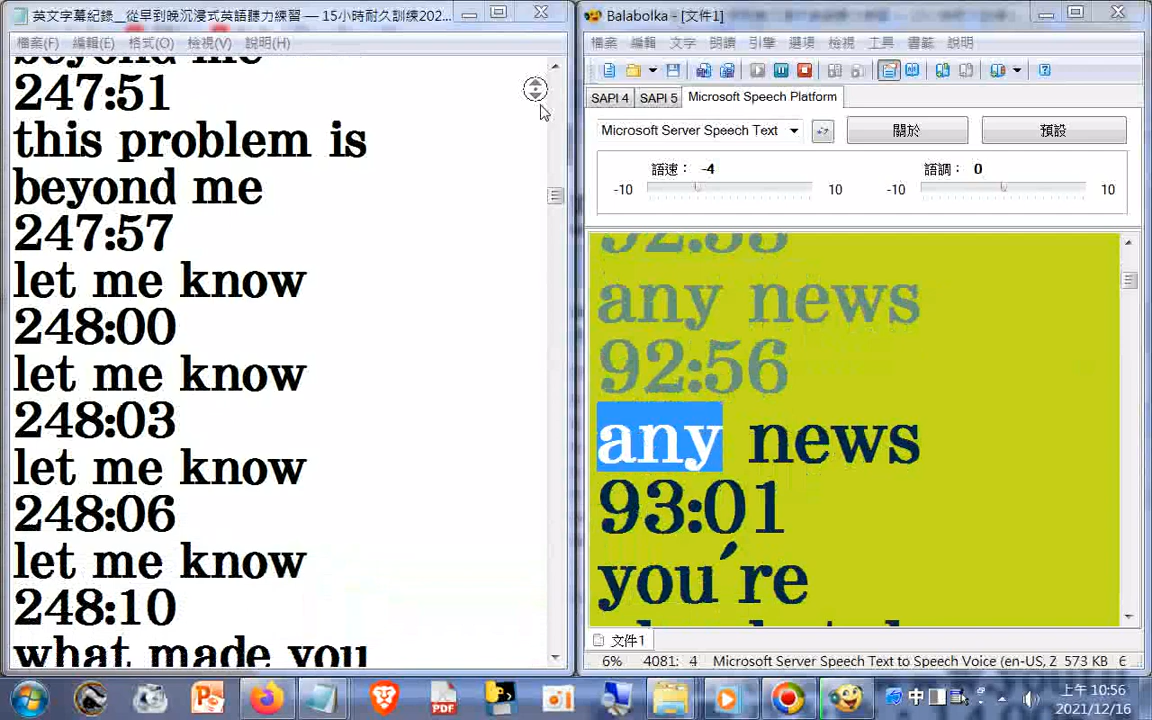 英文字幕紀錄__從早到晚沉浸式英語聽力練習 — 15小時耐久訓練202...
檔案(F) 編輯(E) 格式(O) 檢視(V) 說明(H)
beyond me
247:51
this problem is
beyond me
247:57
let me know
248:00
let me know
248:03
let me know
248:06
let me know
248:10
what made you
Balabolka - [文件1]
檔案 編輯 文字 朗讀 引擎 選項 檢視 工具 書籤 說明
SAPI 4 SAPI 5 Microsoft Speech Platform
Microsoft Server Speech Text 關於 預設
語速： -4 語調： 0
-10 10 -10 10
92:53
any news
92:56
any news
93:01
you´re
文件1
6% 4081: 4 Microsoft Server Speech Text to Speech Voice (en-US, 2 573 KB 6
PDF
中
上午 10:56
2021/12/16